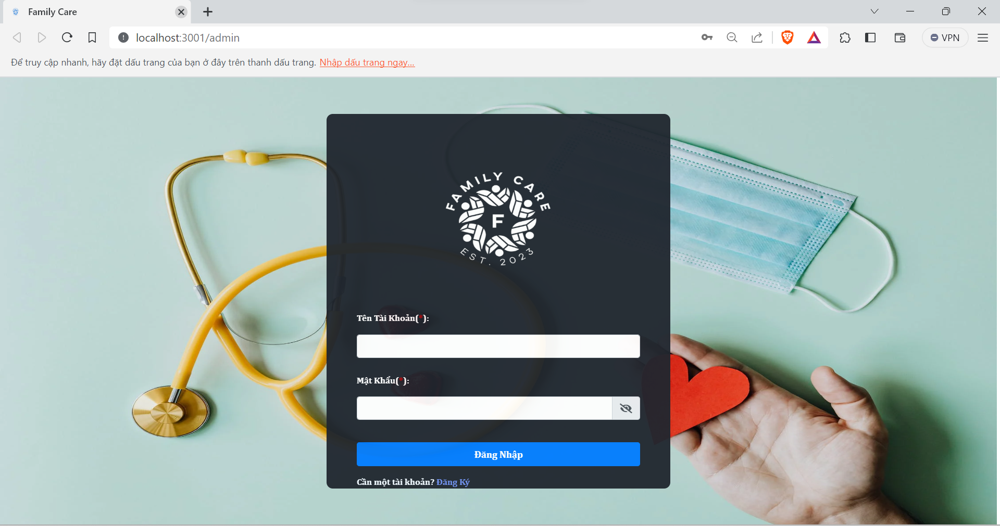 Family Care
localhost:3001/admin
VPN
Để truy cập nhanh, hãy đặt dấu trang của bạn ở đây trên thanh dấu trang. Nhập dấu trang ngay...
FAMILY CARE
F
EST. 2023
Tên Tài Khoản(*):
Mật Khẩu(*):
Đăng Nhập
Cần một tài khoản? Đăng Ký